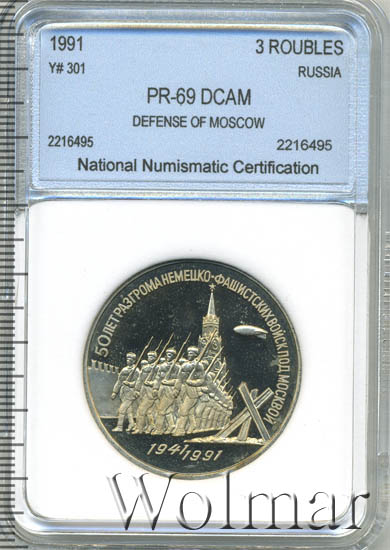 1991 3 ROUBLES
Y# 301 RUSSIA
PR-69 DCAM
DEFENSE OF MOSCOW
2216495 2216495
National Numismatic Certification
50 ЛЕТ РАЗГРОМА НЕМЕЦКО-ФАШИСТСКИХ ВОЙСК ПОД МОСКВОЙ
1941/1991
Wolmar